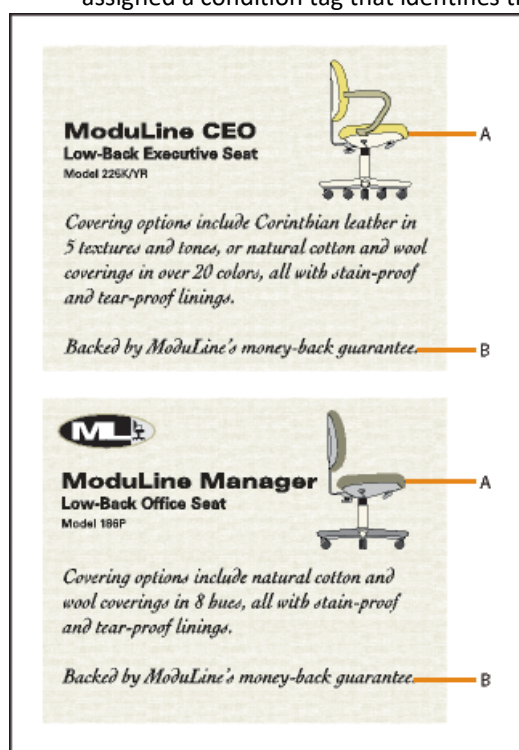 assigned a condition tag that identifies t
ModuLine CEO
Low-Back Executive Seat
Model 225K/YR
A
Covering options include Corinthian leather in
5 textures and tones, or natural cotton and wool
coverings in over 20 colors, all with stain-proof
and tear-proof linings.
Backed by ModuLine's money-back guarantee.
B
ML
ModuLine Manager
Low-Back Office Seat
Model 186P
A
Covering options include natural cotton and
wool coverings in 8 hues, all with stain-proof
and tear-proof linings.
Backed by ModuLine's money-back guarantee.
B